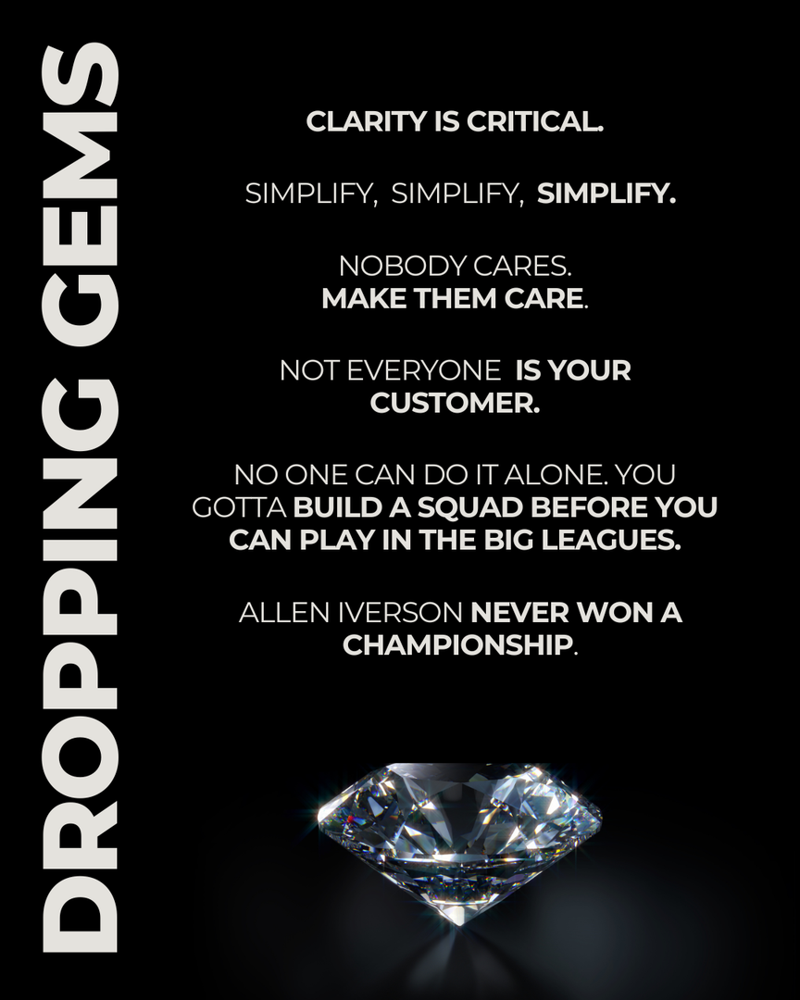 DROPPING GEMS
CLARITY IS CRITICAL.
SIMPLIFY, SIMPLIFY, SIMPLIFY.
NOBODY CARES.
MAKE THEM CARE.
NOT EVERYONE IS YOUR
CUSTOMER.
NO ONE CAN DO IT ALONE. YOU
GOTTA BUILD A SQUAD BEFORE YOU
CAN PLAY IN THE BIG LEAGUES.
ALLEN IVERSON NEVER WON A
CHAMPIONSHIP.